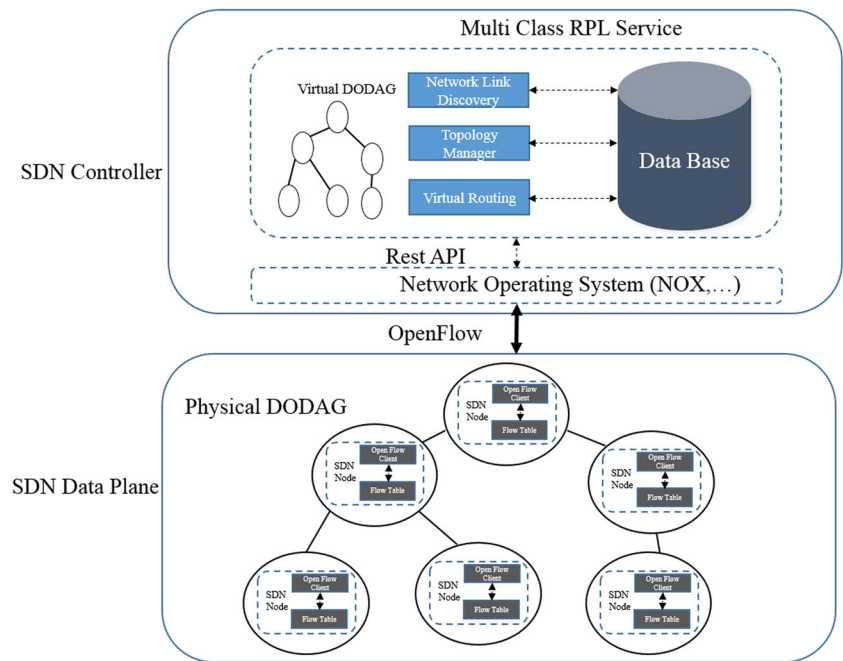 Multi Class RPL Service
Virtual DODAG
Network Link
Discovery
Topology
Manager
Virtual Routing
Data Base
SDN Controller
Rest API
Network Operating System (NOX,…)
OpenFlow
Physical DODAG
SDN Data Plane
SDN
Node
Open Flow
Client
Flow Table
SDN
Node
Open Flow
Client
Flow Table
SDN
Node
Open Flow
Client
Flow Table
SDN
Node
Open Flow
Client
Flow Table
SDN
Node
Open Flow
Client
Flow Table
SDN
Node
Open Flow
Client
Flow Table